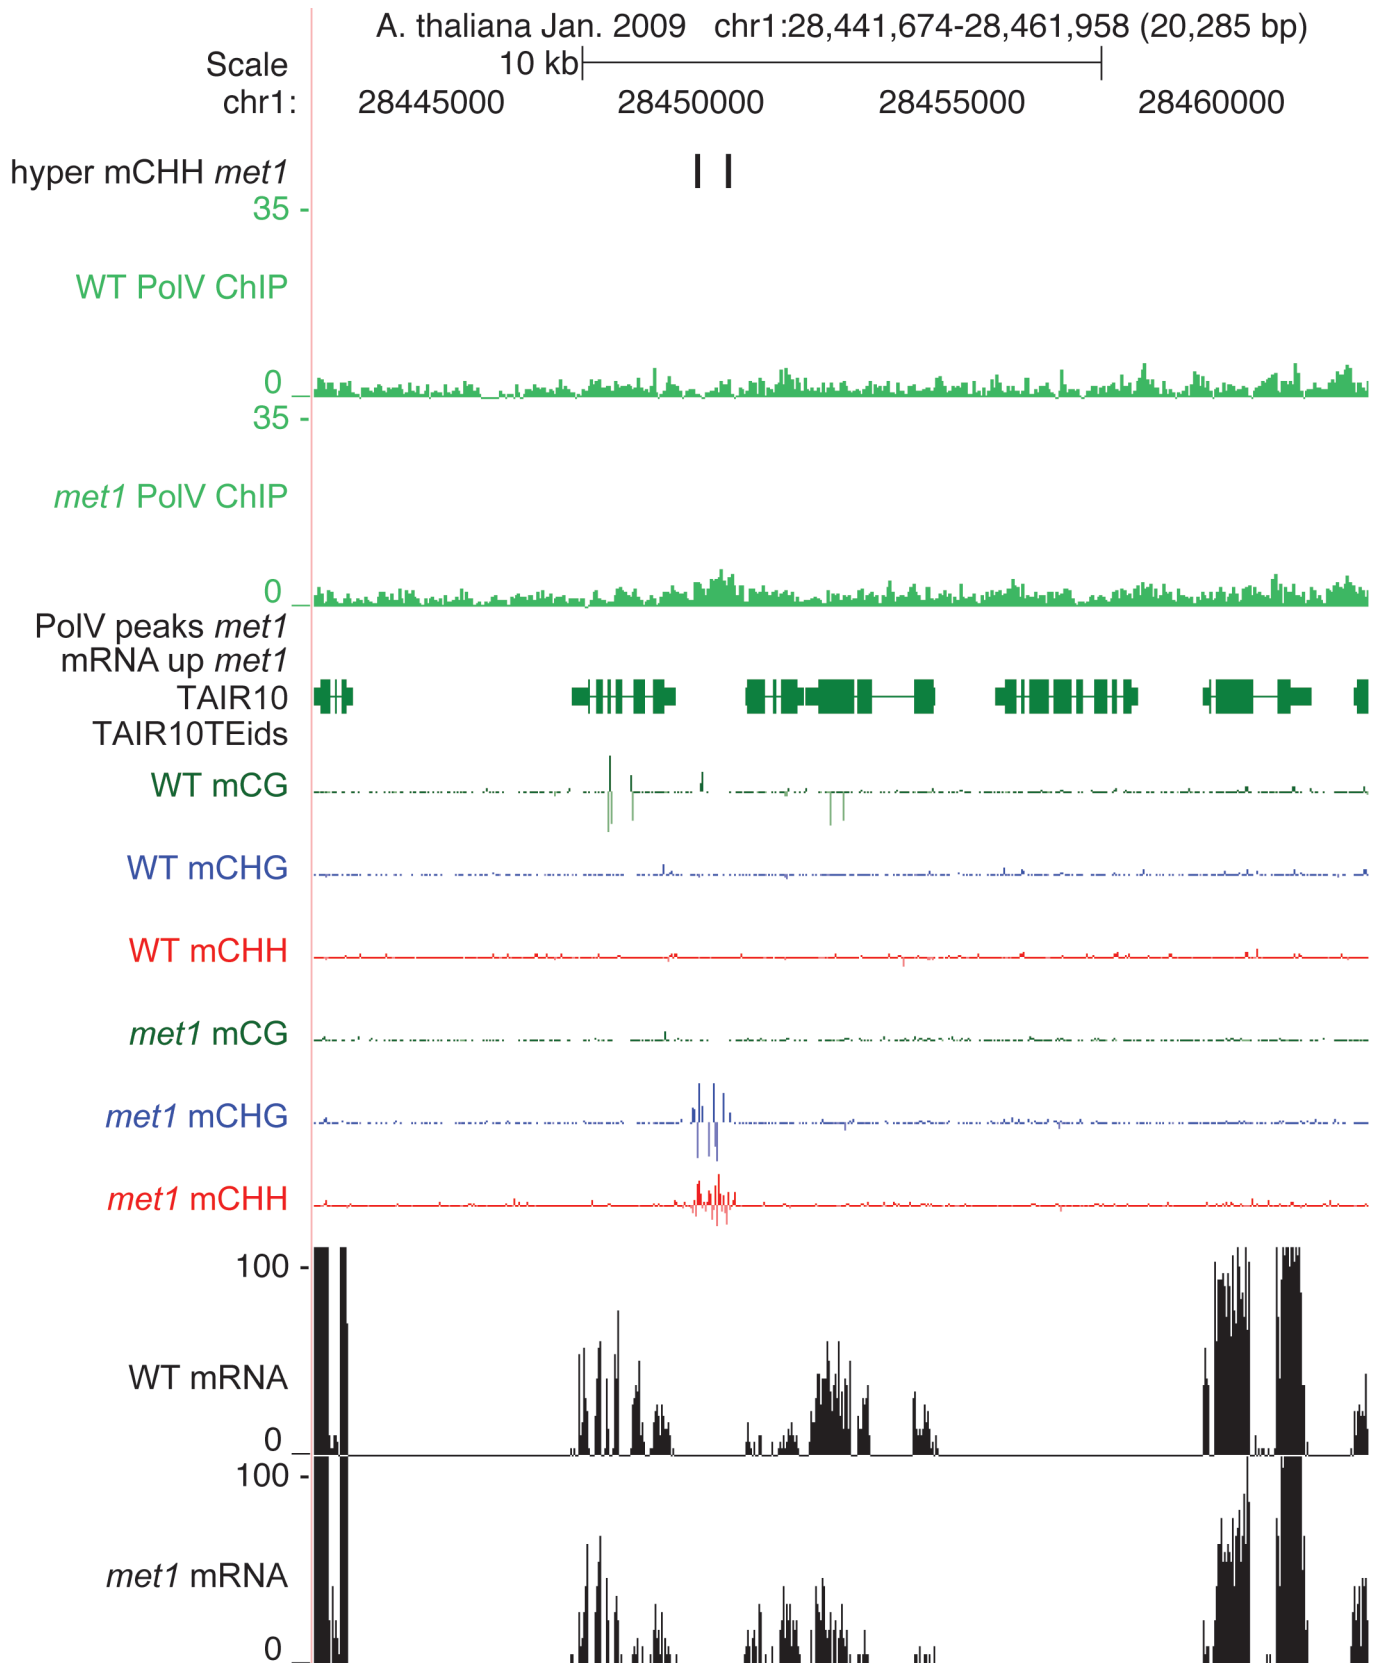 A. thaliana Jan. 2009 chr1:28,441,674-28,461,958 (20,285 bp)
Scale 10 kb
chr1: 28445000 28450000 28455000 28460000
hyper mCHH met1
35
WT PolV ChIP
0
35
met1 PolV ChIP
0
PolV peaks met1
mRNA up met1
TAIR10
TAIR10TEids
WT mCG
WT mCHG
WT mCHH
met1 mCG
met1 mCHG
met1 mCHH
100
WT mRNA
0
100
met1 mRNA
0